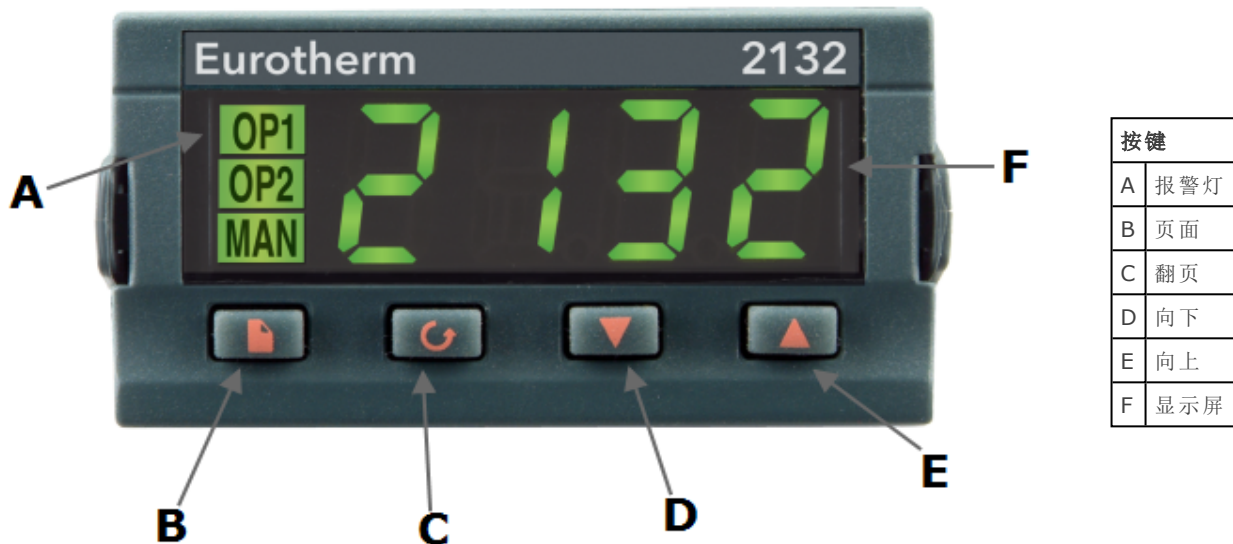 Eurotherm 2132
OP1
OP2
MAN
2132
A
F
B
C
D
E
按键
A 报警灯
B 页面
C 翻页
D 向下
E 向上
F 显示屏